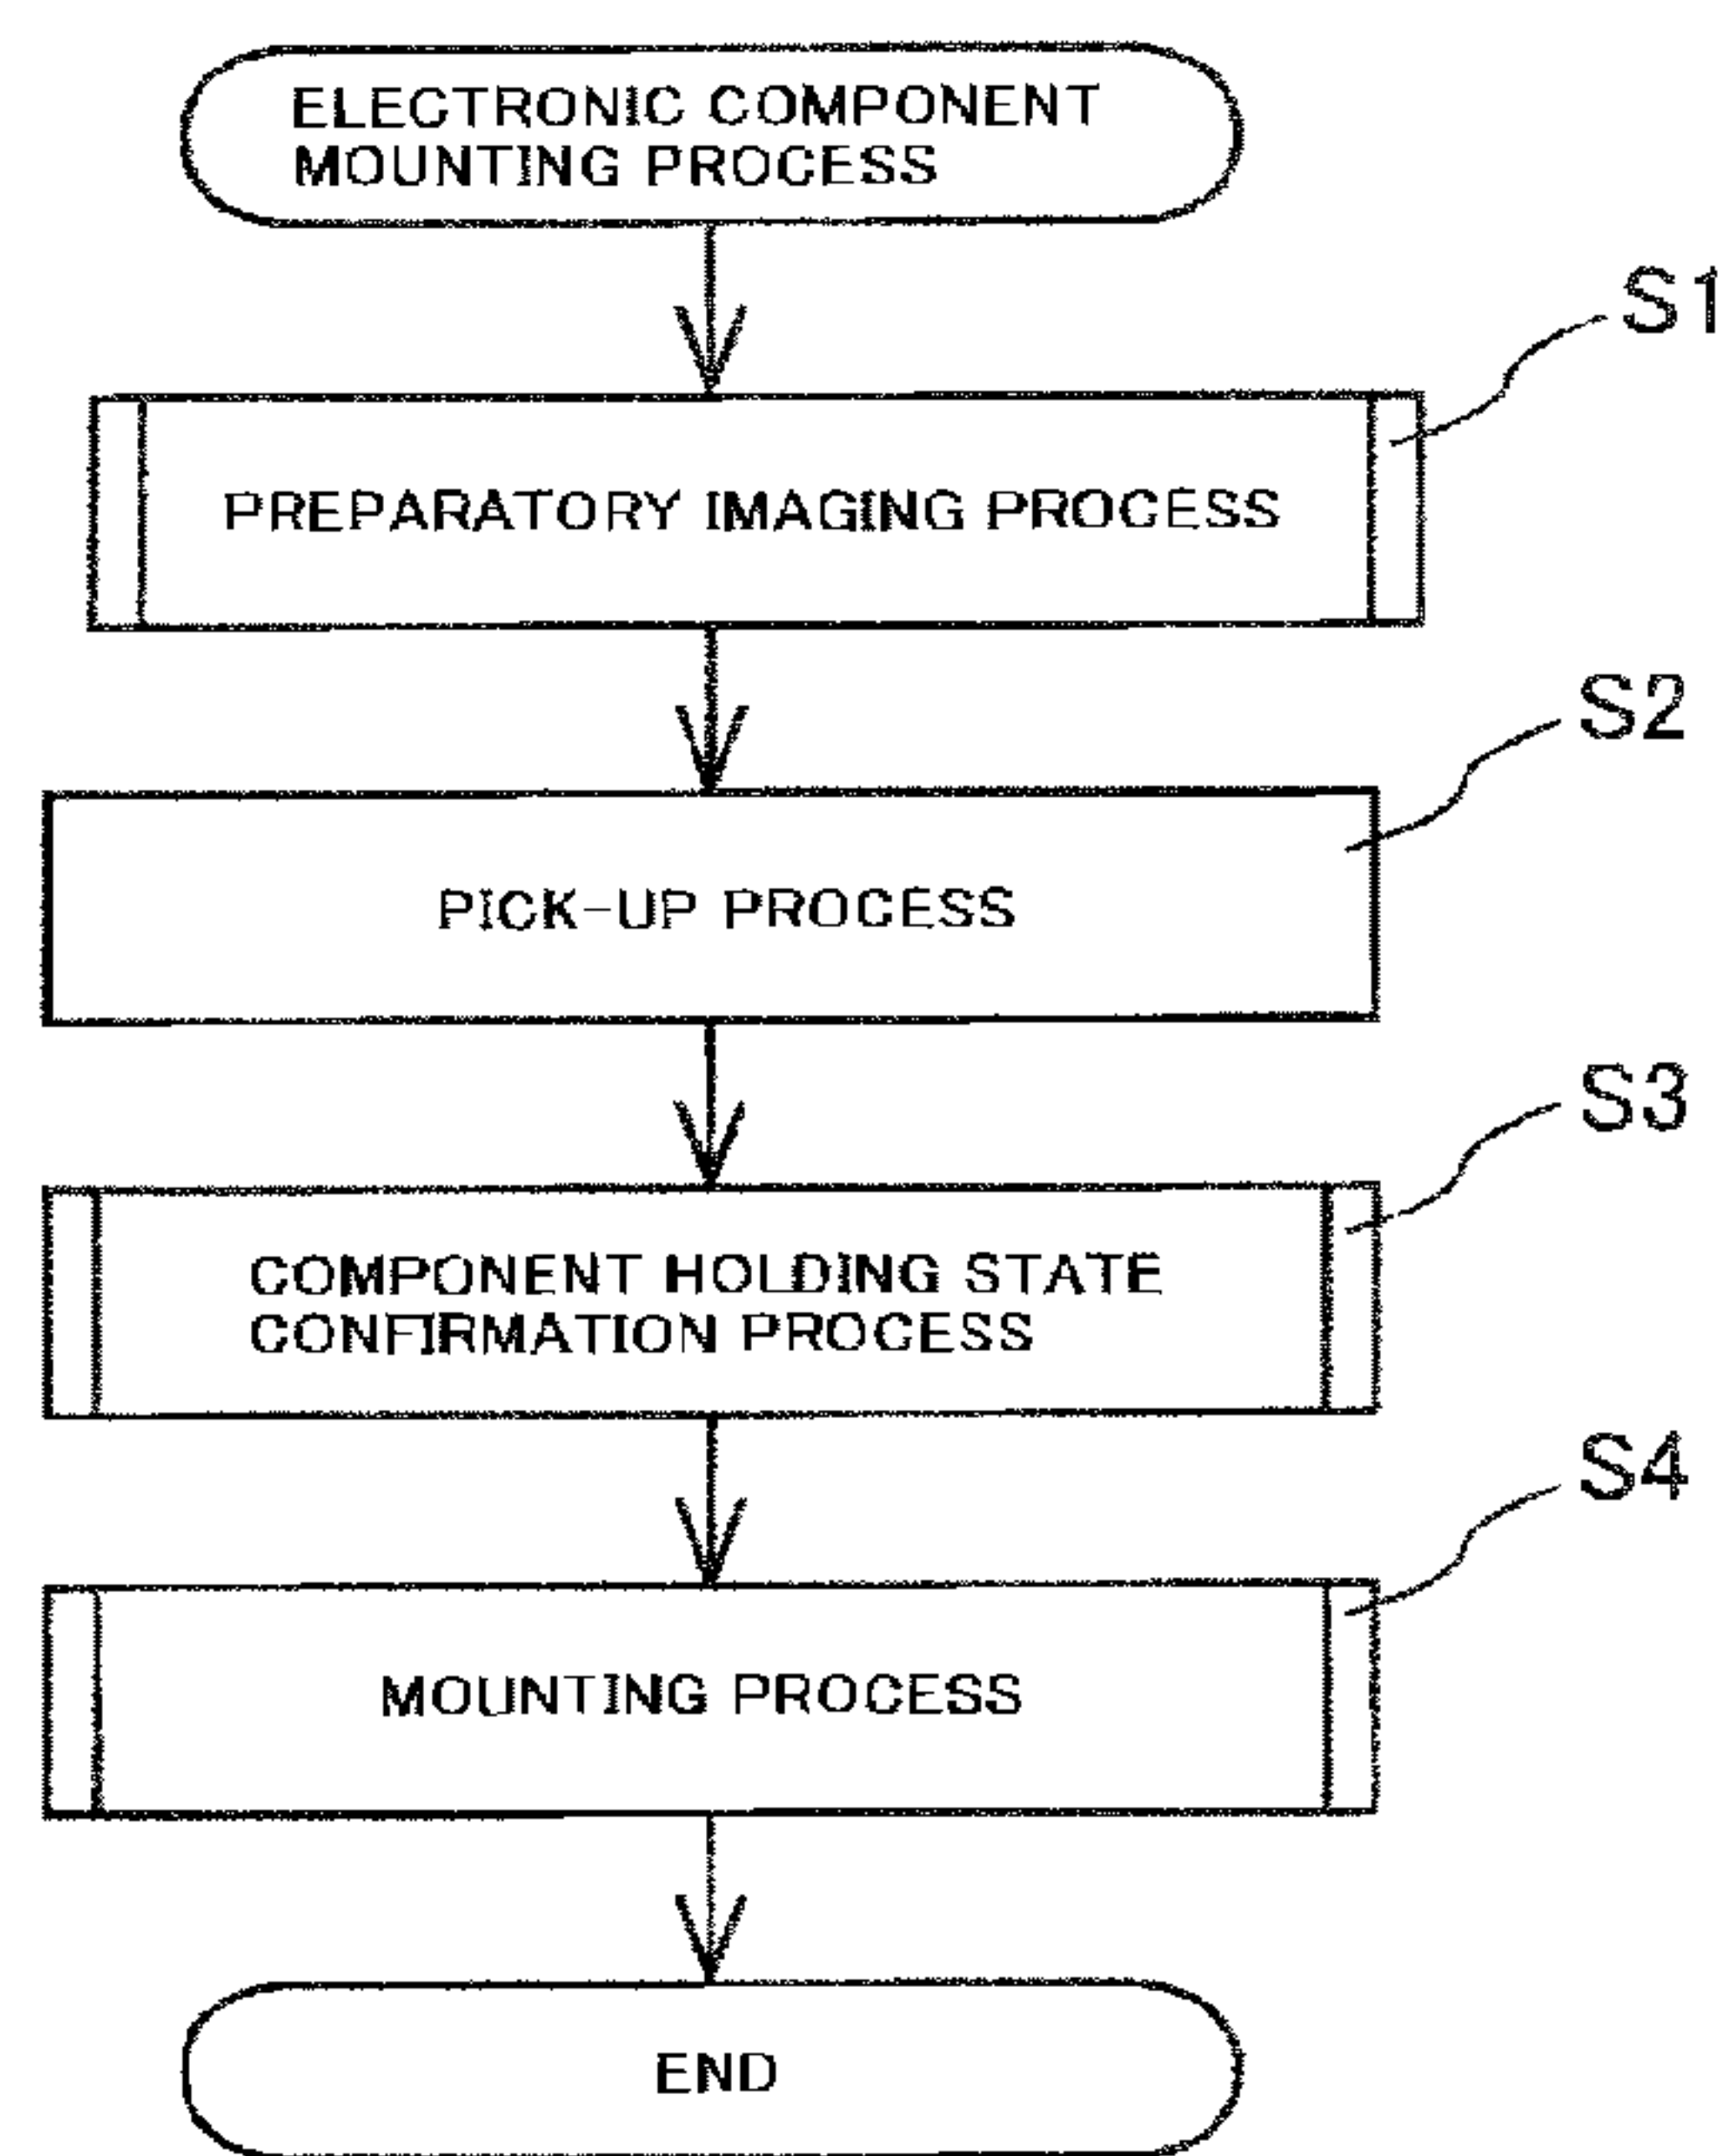 ELECTRONIC COMPONENT
MOUNTING PROCESS
S1
PREPARATORY IMAGING PROCESS
S2
PICK-UP PROCESS
S3
COMPONENT HOLDING STATE
CONFIRMATION PROCESS
S4
MOUNTING PROCESS
END